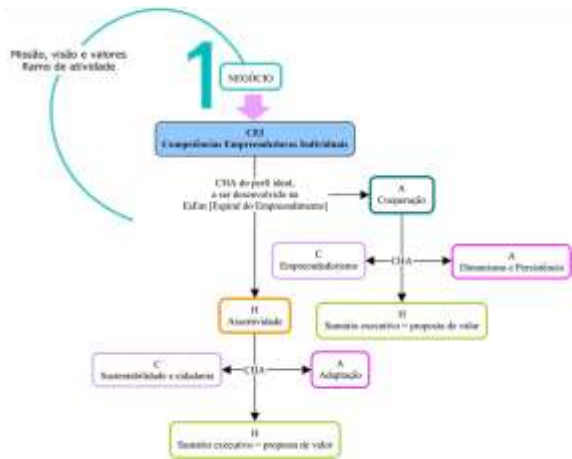 Missão, visão e valores
Ramo de atividade
1
NEGÓCIO
CEI
Competências Empreendedoras Individuais
CHA do perfil ideal,
a ser desenvolvido na
EsEm [Espiral do Empreendimento]
A
Cooperação
C
Empreendedorismo
CHA
A
Dinamismo e Persistência
H
Assertividade
H
Sumário executivo = proposta de valor
C
Sustentabilidade e cidadania
CHA
A
Adaptação
H
Sumário executivo = proposta de valor